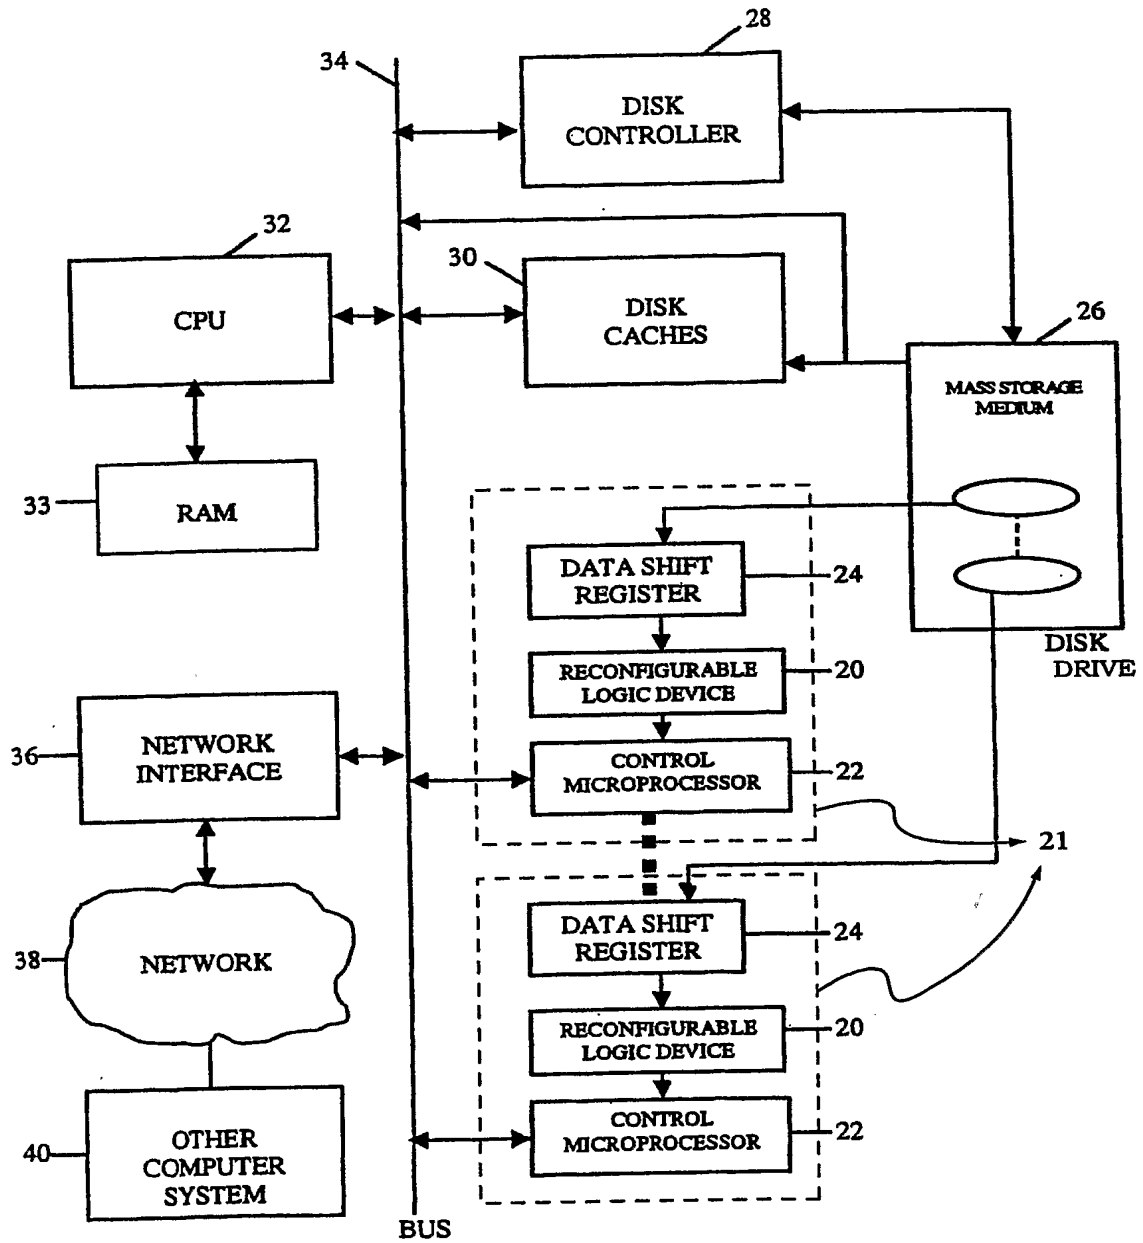 28
34
DISK
CONTROLLER
32
30
CPU
DISK
CACHES
26
MASS STORAGE
MEDIUM
33
RAM
DATA SHIFT
REGISTER
24
DISK
DRIVE
RECONFIGURABLE
LOGIC DEVICE
20
36
NETWORK
INTERFACE
CONTROL
MICROPROCESSOR
22
21
DATA SHIFT
REGISTER
24
38
NETWORK
RECONFIGURABLE
LOGIC DEVICE
20
CONTROL
MICROPROCESSOR
22
40
OTHER
COMPUTER
SYSTEM
BUS